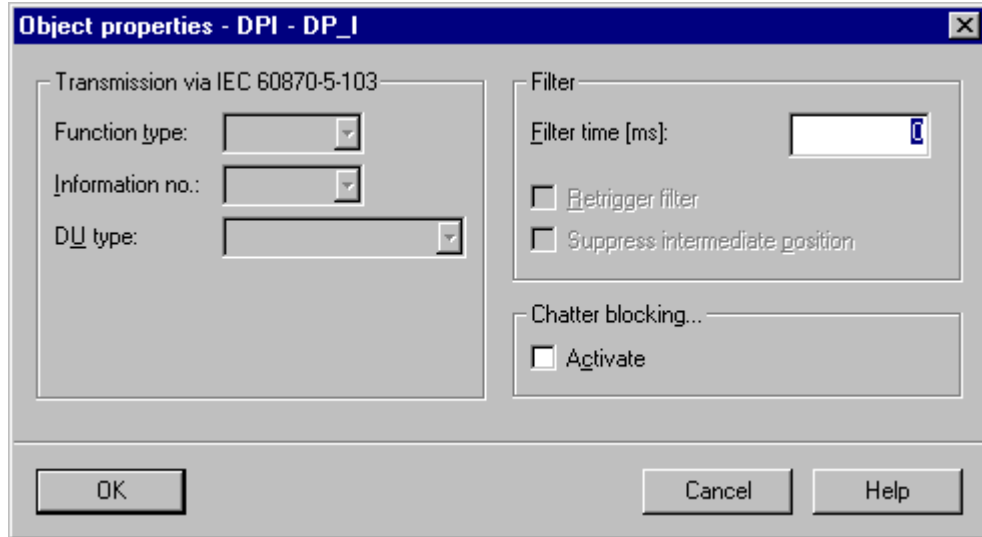 Object properties - DPI - DP_I
Transmission via IEC 60870-5-103
Function type:
Information no.:
DU type:
Filter
Filter time [ms]:
0
Retrigger filter
Suppress intermediate position
Chatter blocking...
Activate
OK
Cancel
Help